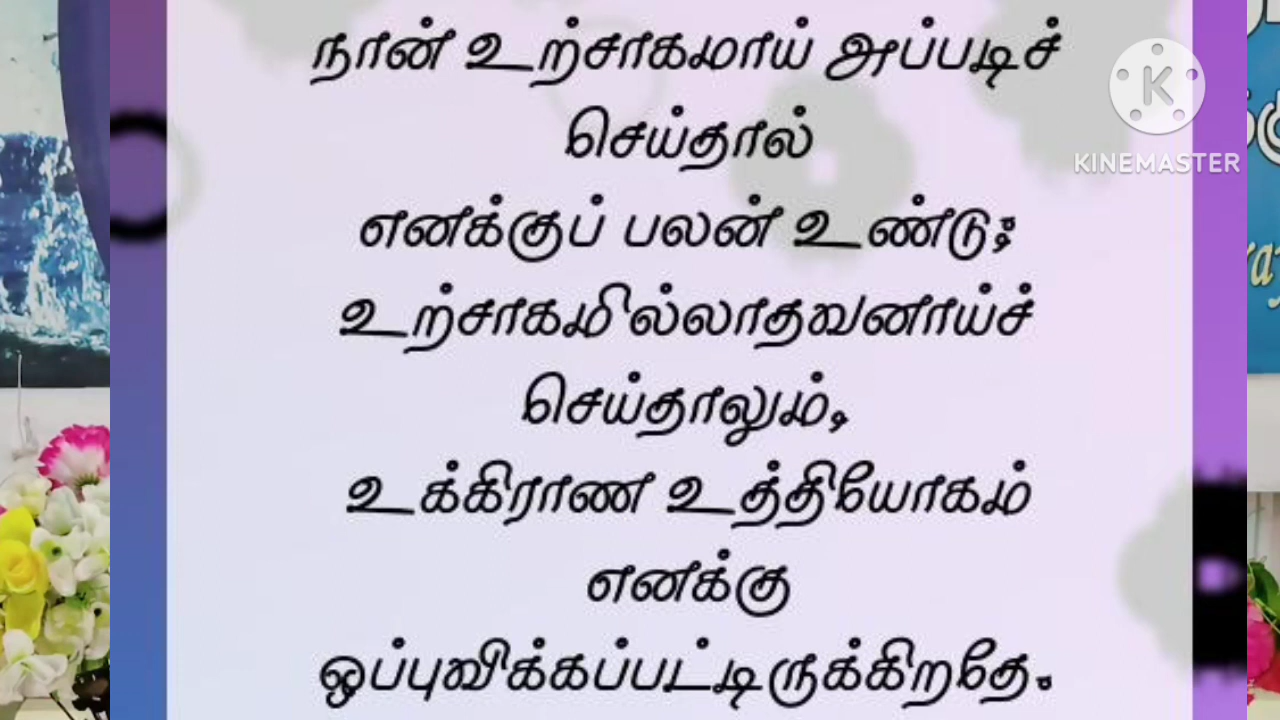 நான் உற்சாகமாய் அப்படிச்
செய்தால்
எனக்குப் பலன் உண்டு;
உற்சாகமில்லாதவனாய்ச்
செய்தாலும்,
உக்கிராண உத்தியோகம்
எனக்கு
ஒப்புவிக்கப்பட்டிருக்கிறதே.
K
KINEMASTER